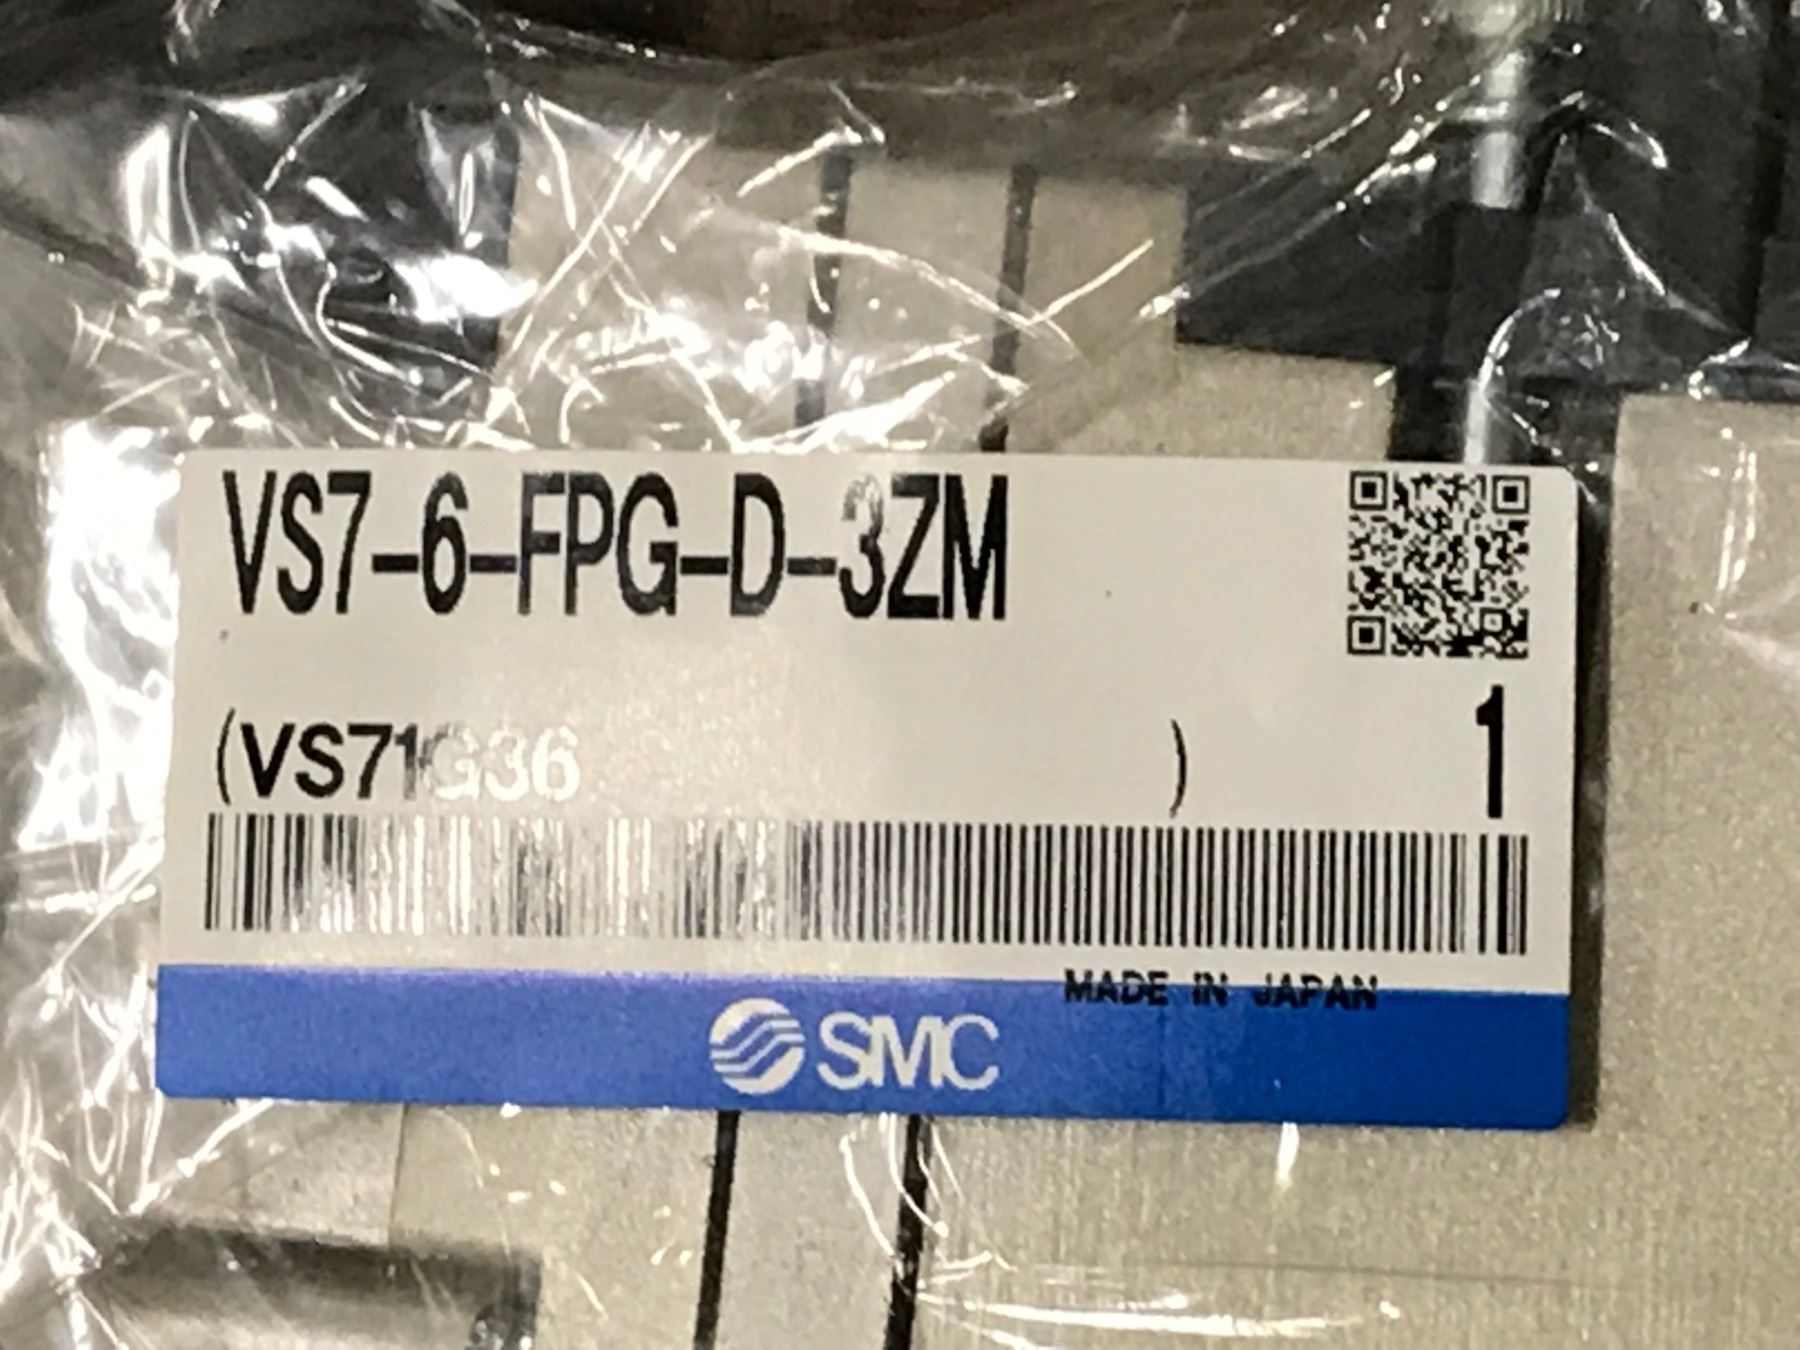 VS7-6-FPG-D-3ZM
(VS71G36 )
1
MADE IN JAPAN
SMC